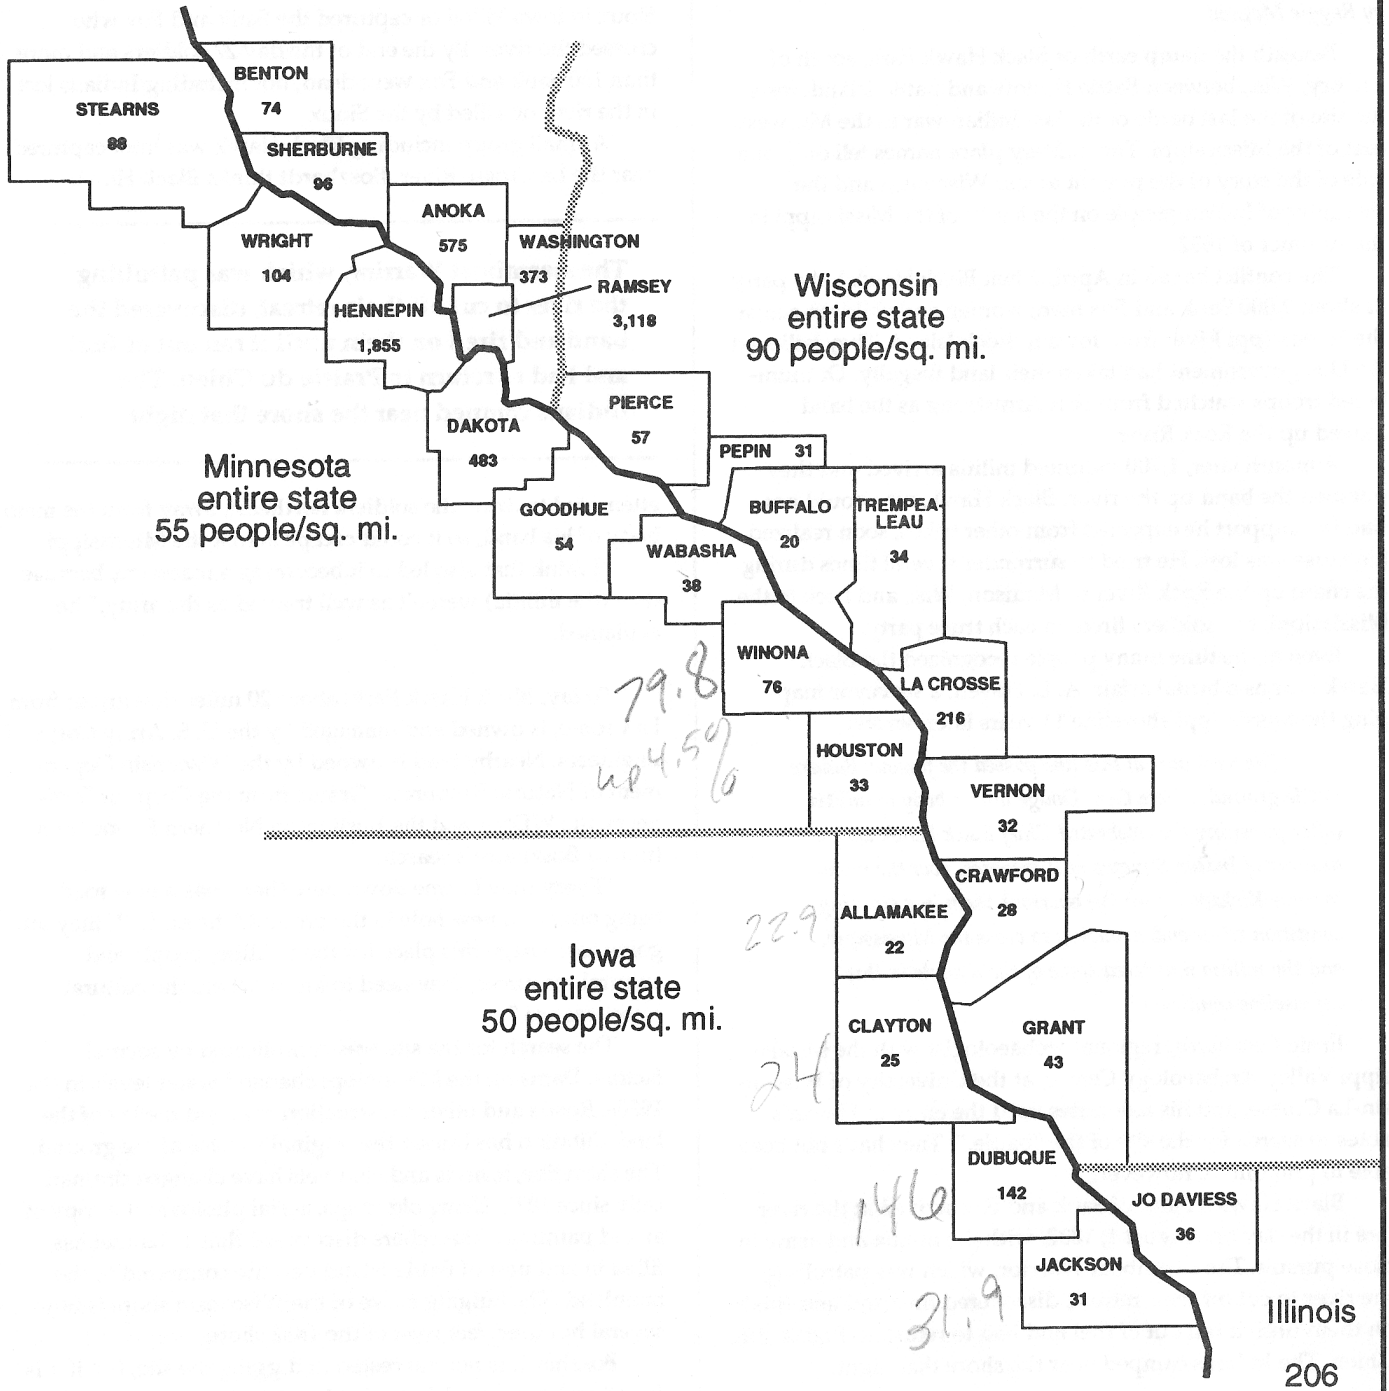 BENTON
74
STEARNS
88
SHERBURNE
96
ANOKA
575
WRIGHT
104
WASHINGTON
373
RAMSEY
3,118
HENNEPIN
1,855
Wisconsin
entire state
90 people/sq. mi.
PIERCE
57
DAKOTA
483
PEPIN 31
Minnesota
entire state
55 people/sq. mi.
GOODHUE
54
BUFFALO
20
TREMPEA-
LEAU
34
WABASHA
38
WINONA
76
79.8
up 4.5%
LA CROSSE
216
HOUSTON
33
VERNON
32
CRAWFORD
28
ALLAMAKEE
22
22.9
Iowa
entire state
50 people/sq. mi.
CLAYTON
25
24
GRANT
43
DUBUQUE
142
146
JO DAVIESS
36
JACKSON
31
31.9
Illinois
206